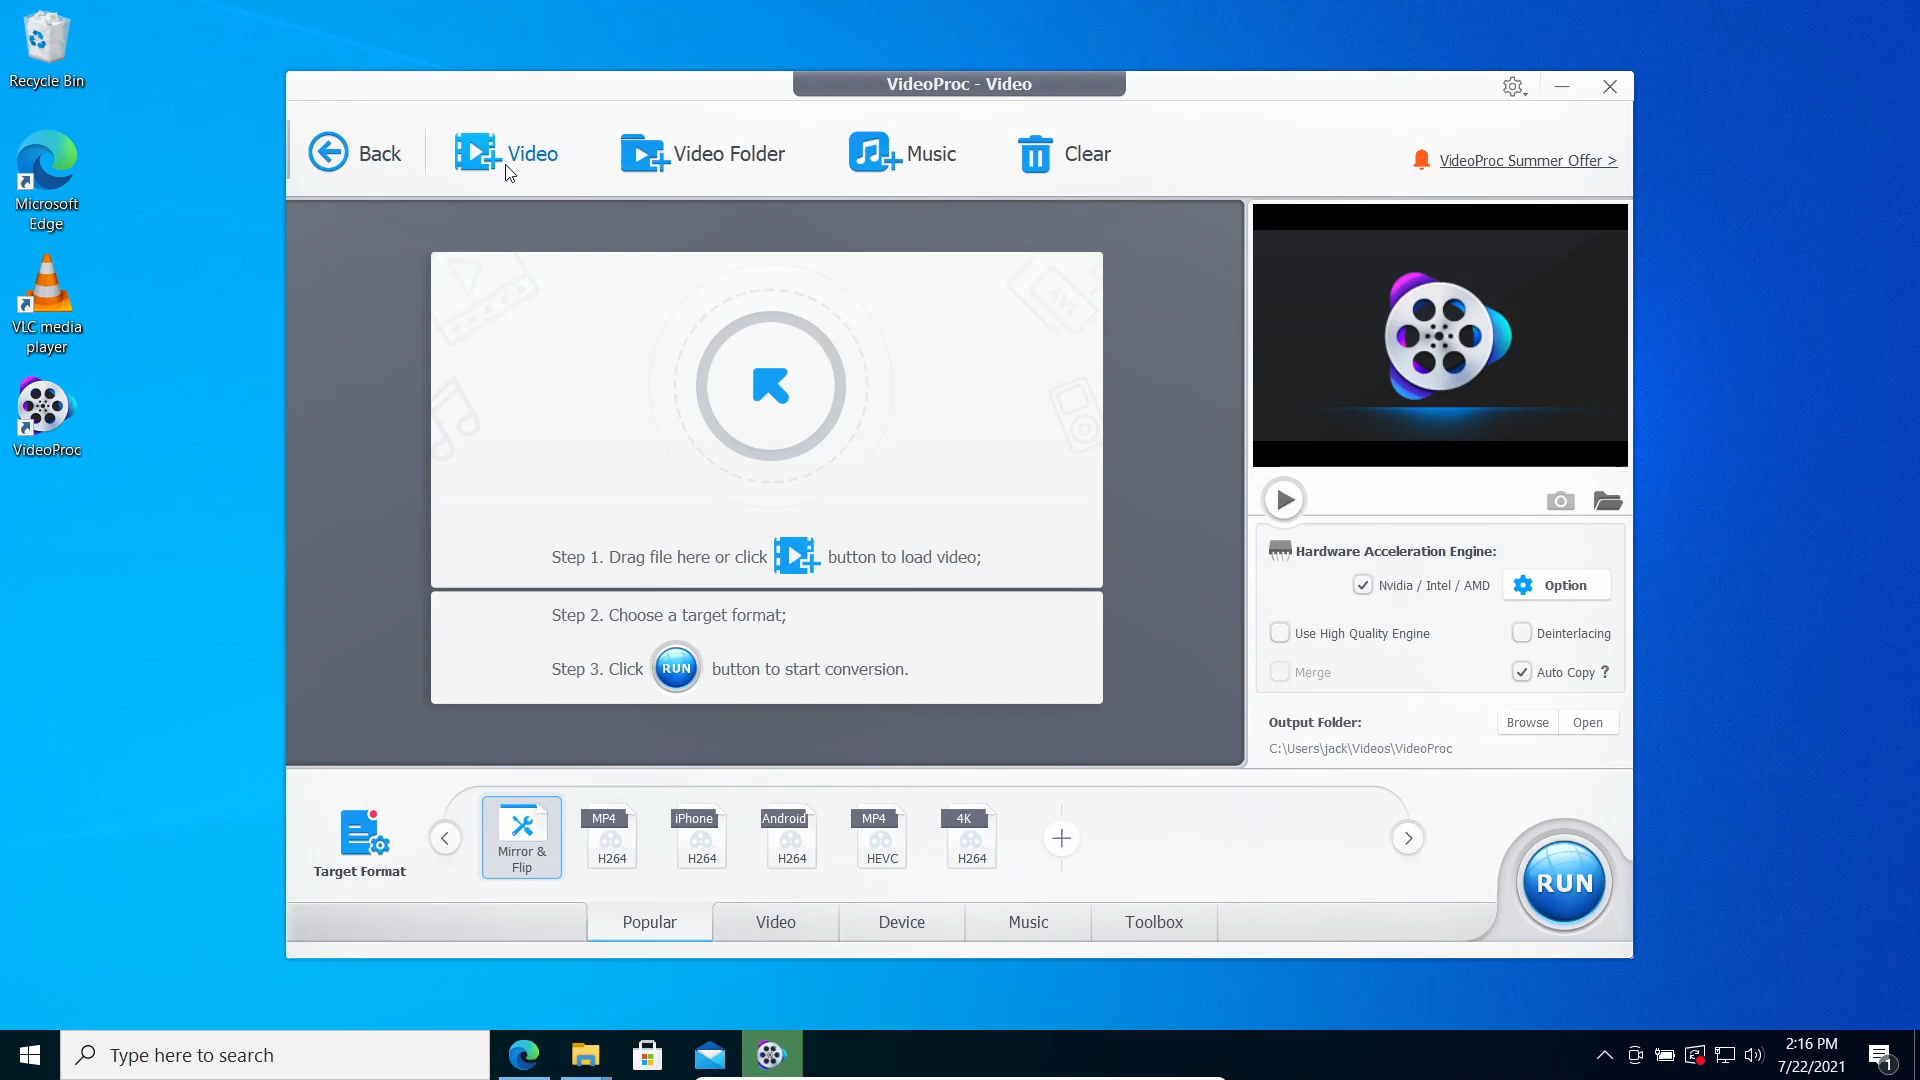 Recycle Bin
Microsoft
Edge
VLC media
player
VideoProc
VideoProc - Video
Back
Video
Video Folder
Music
Clear
VideoProc Summer Offer >
AVI
Step 1. Drag file here or click button to load video;
Step 2. Choose a target format;
Step 3. Click RUN button to start conversion.
Hardware Acceleration Engine:
Nvidia / Intel / AMD
Option
Use High Quality Engine
Deinterlacing
Merge
Auto Copy ?
Output Folder:
Browse
Open
C:\Users\jack\Videos\VideoProc
Target Format
Mirror &
Flip
MP4
H264
iPhone
H264
Android
H264
MP4
HEVC
4K
H264
RUN
Popular
Video
Device
Music
Toolbox
Type here to search
2:16 PM
7/22/2021
1